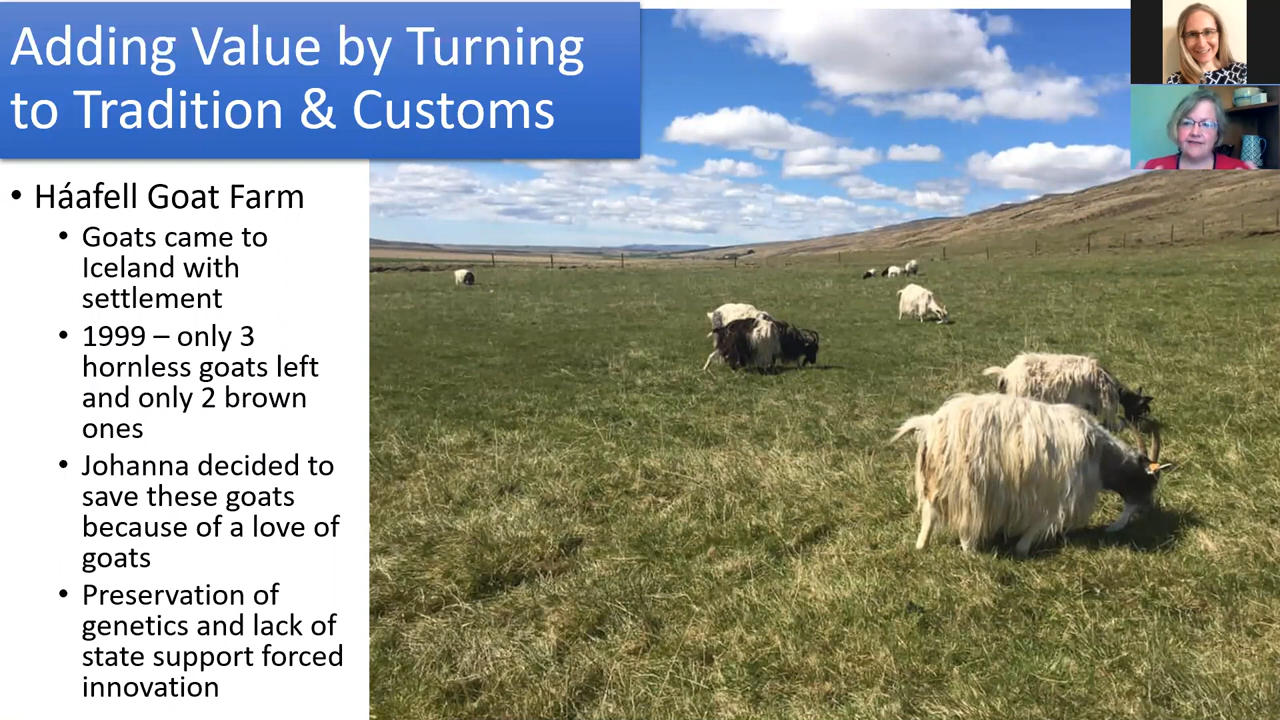 Adding Value by Turning
to Tradition & Customs
• Háafell Goat Farm
• Goats came to
Iceland with
settlement
• 1999 – only 3
hornless goats left
and only 2 brown
ones
• Johanna decided to
save these goats
because of a love of
goats
• Preservation of
genetics and lack of
state support forced
innovation